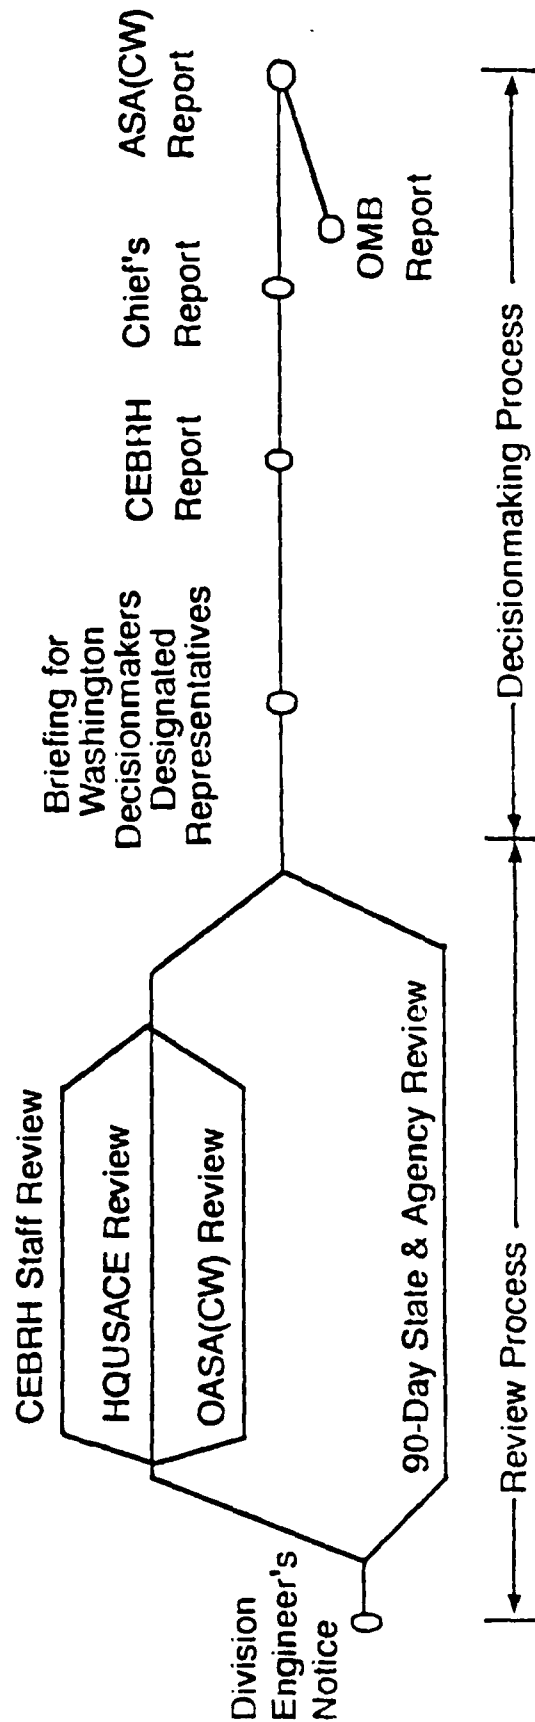 Division
Engineer's
Notice
CEBRH Staff Review
HQUSACE Review
OASA(CW) Review
90-Day State & Agency Review
Briefing for
Washington
Decisionmakers
Designated
Representatives
CEBRH
Report
Chief's
Report
ASA(CW)
Report
OMB
Report
Review Process
Decisionmaking Process